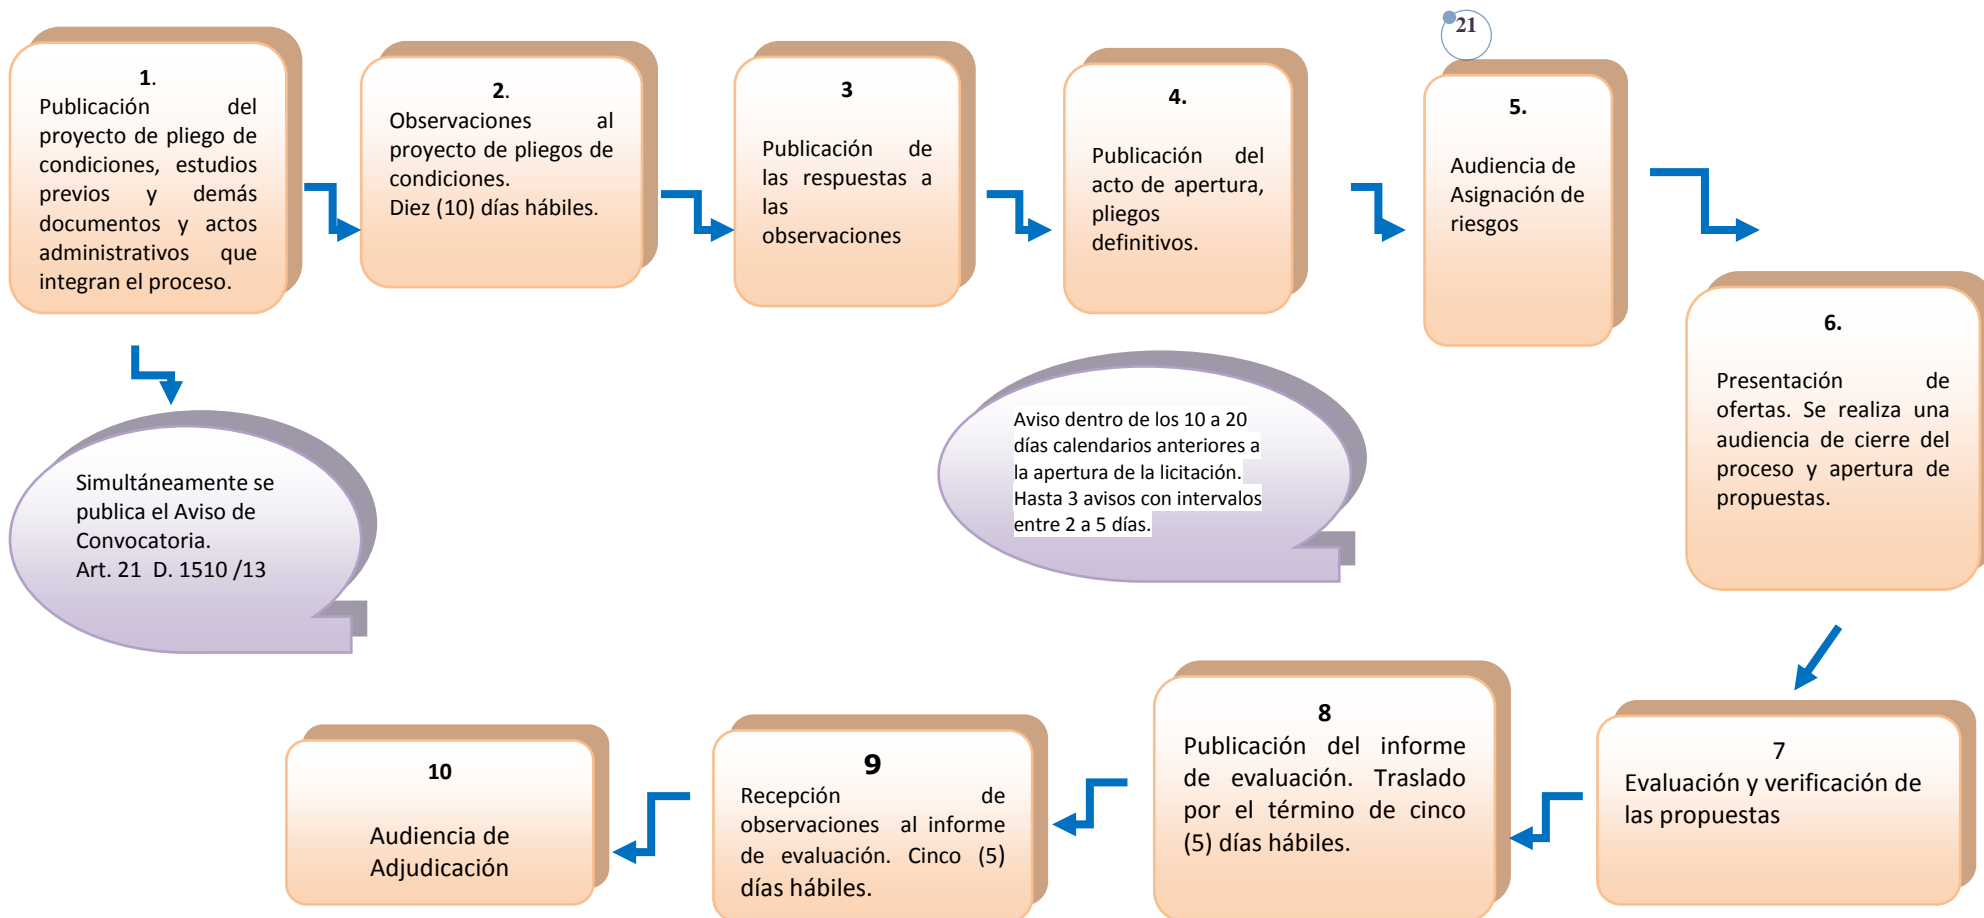 21
1.
Publicación del
proyecto de pliego de
condiciones, estudios
previos y demás
documentos y actos
administrativos que
integran el proceso.
2.
Observaciones al
proyecto de pliegos de
condiciones.
Diez (10) días hábiles.
3
Publicación de
las respuestas a
las
observaciones
4.
Publicación del
acto de apertura,
pliegos
definitivos.
5.
Audiencia de
Asignación de
riesgos
6.
Presentación de
ofertas. Se realiza una
audiencia de cierre del
proceso y apertura de
propuestas.
Simultáneamente se
publica el Aviso de
Convocatoria.
Art. 21 D. 1510 /13
Aviso dentro de los 10 a 20
días calendarios anteriores a
la apertura de la licitación.
Hasta 3 avisos con intervalos
entre 2 a 5 días.
7
Evaluación y verificación de
las propuestas
8
Publicación del informe
de evaluación. Traslado
por el término de cinco
(5) días hábiles.
9
Recepción de
observaciones al informe
de evaluación. Cinco (5)
días hábiles.
10
Audiencia de
Adjudicación